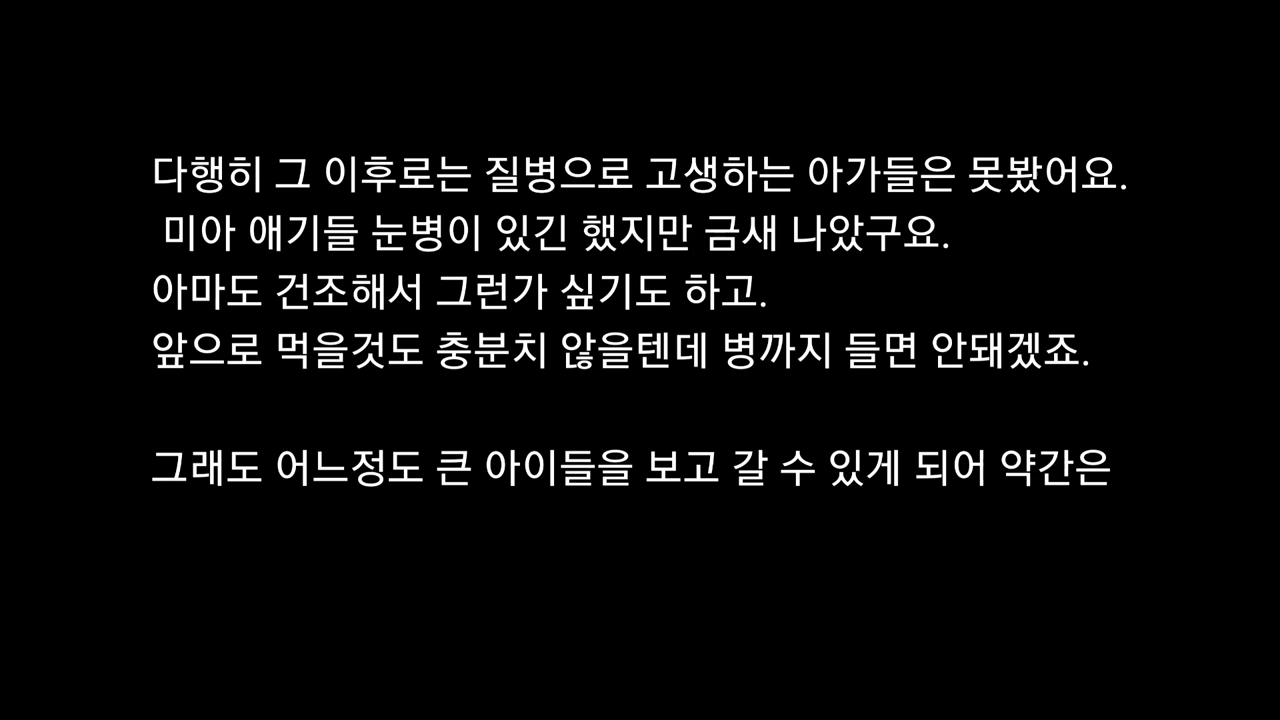 다행히 그 이후로는 질병으로 고생하는 아가들은 못봤어요.
미아 애기들 눈병이 있긴 했지만 금새 나았구요.
아마도 건조해서 그런가 싶기도 하고.
앞으로 먹을것도 충분치 않을텐데 병까지 들면 안돼겠죠.
그래도 어느정도 큰 아이들을 보고 갈 수 있게 되어 약간은